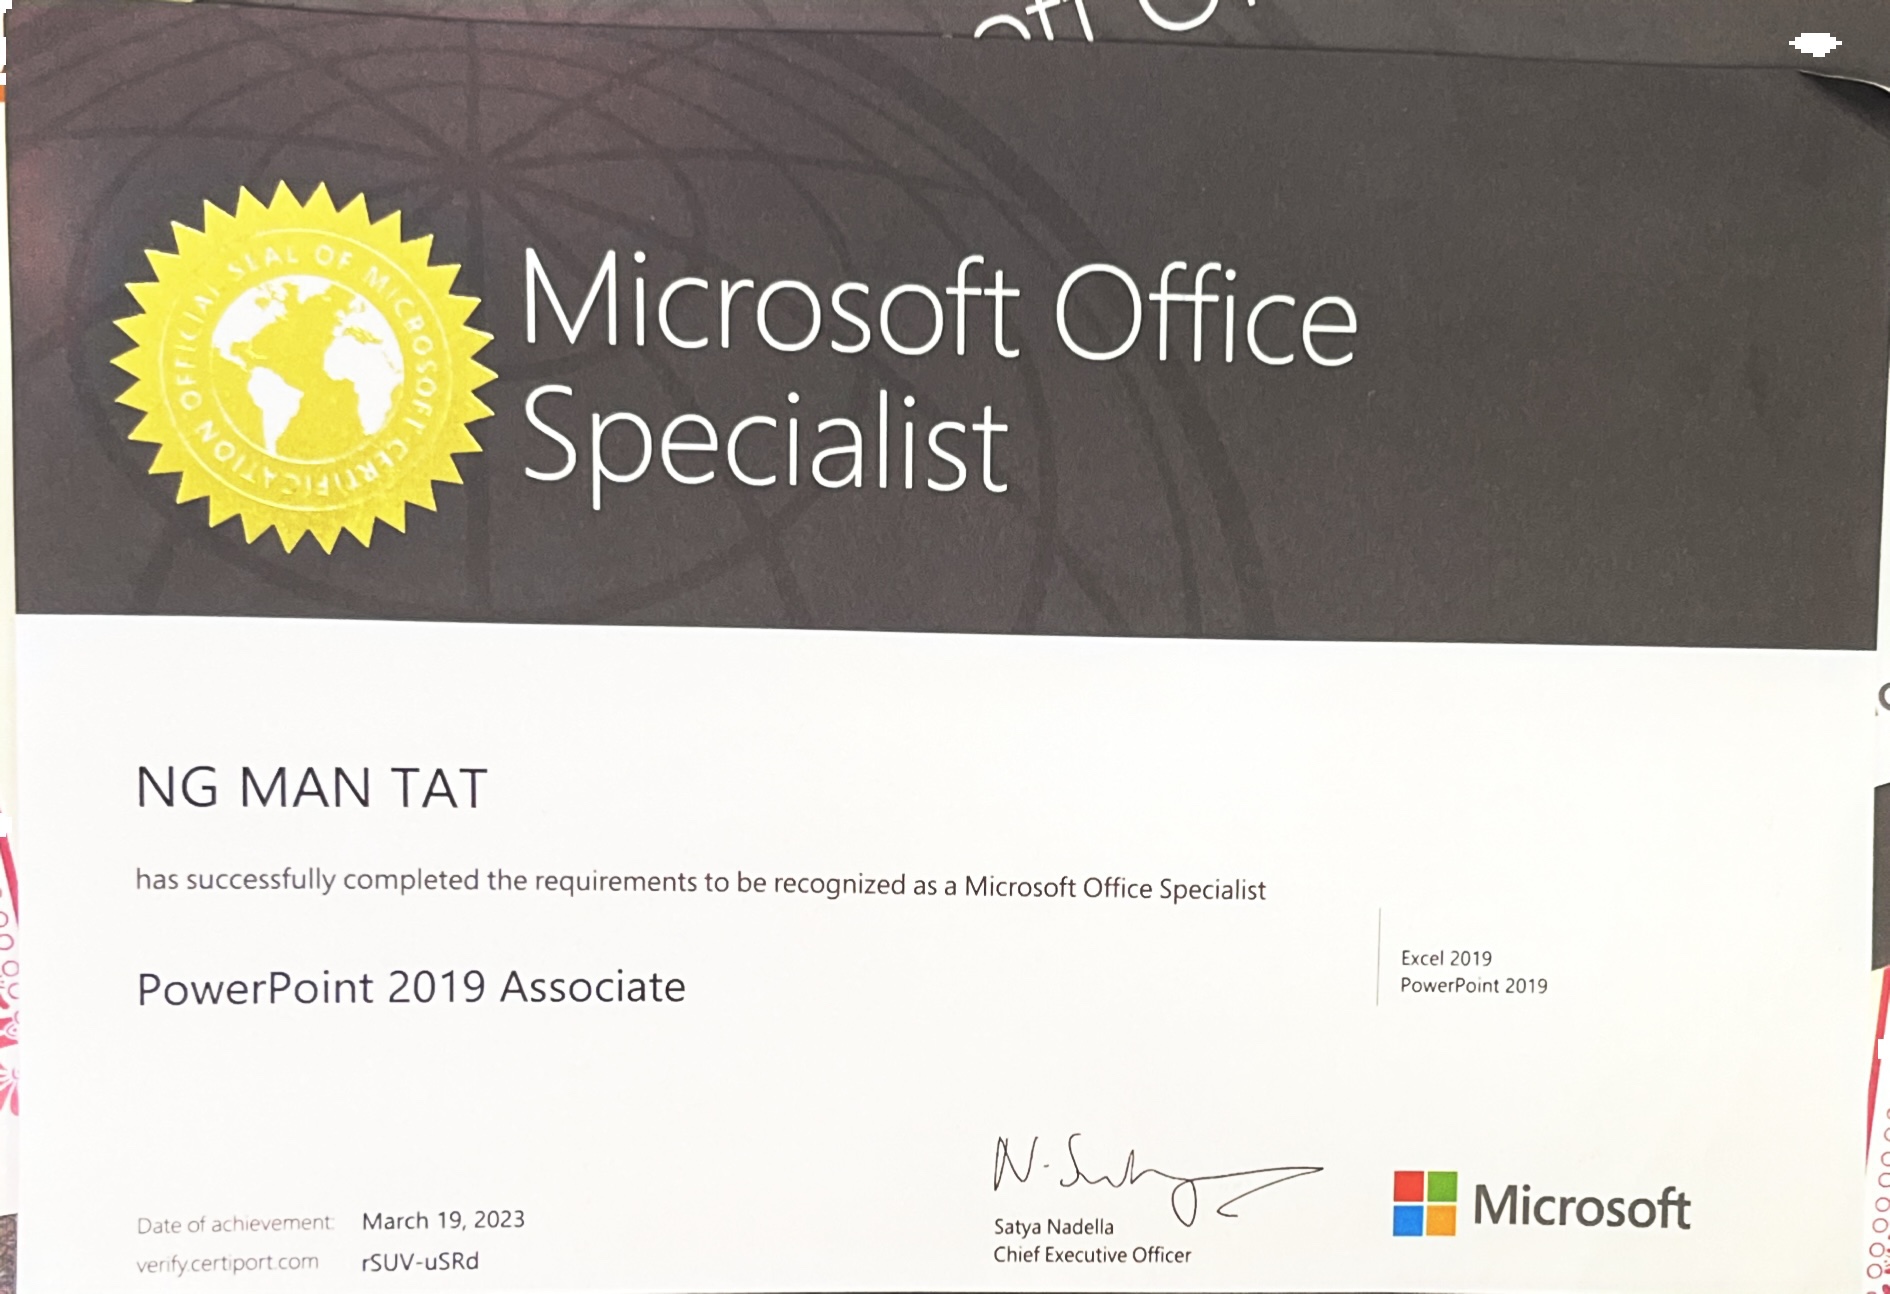 Microsoft Office
Specialist
OFFICIAL SEAL OF MICROSOFT CERTIFICATION
NG MAN TAT
has successfully completed the requirements to be recognized as a Microsoft Office Specialist
PowerPoint 2019 Associate
Excel 2019
PowerPoint 2019
Date of achievement: March 19, 2023
verify.certiport.com rSUV-uSRd
Satya Nadella
Chief Executive Officer
Microsoft